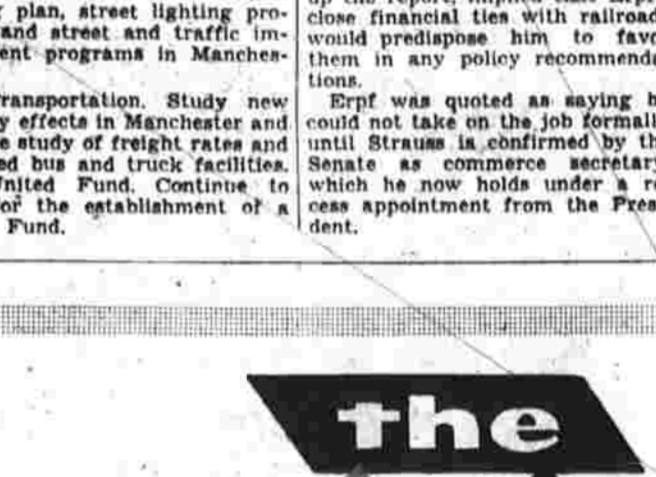 plan, street lighting pro-
and street and traffic im-
ent programs in Manches-
ransportation. Study new
y effects in Manchester and
e study of freight rates and
ed bus and truck facilities.
nited Fund. Continue to
or the establishment of a
Fund.
close financial ties with railroad
would predispose him to favo
them in any policy recommenda
tions.
Erpf was quoted as saying h
could not take on the job formall
until Strauss is confirmed by th
Senate as commerce secretary
which he now holds under a re
cess appointment from the Pres
dent.
the